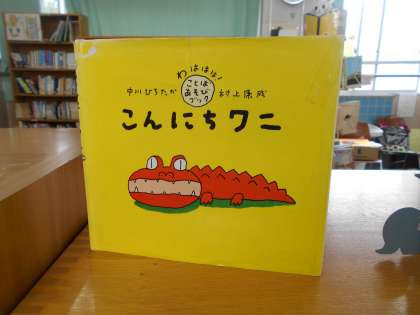 わははは!
ことば
あそび
ブック
中川ひろたか
村上康成
こんにちワニ